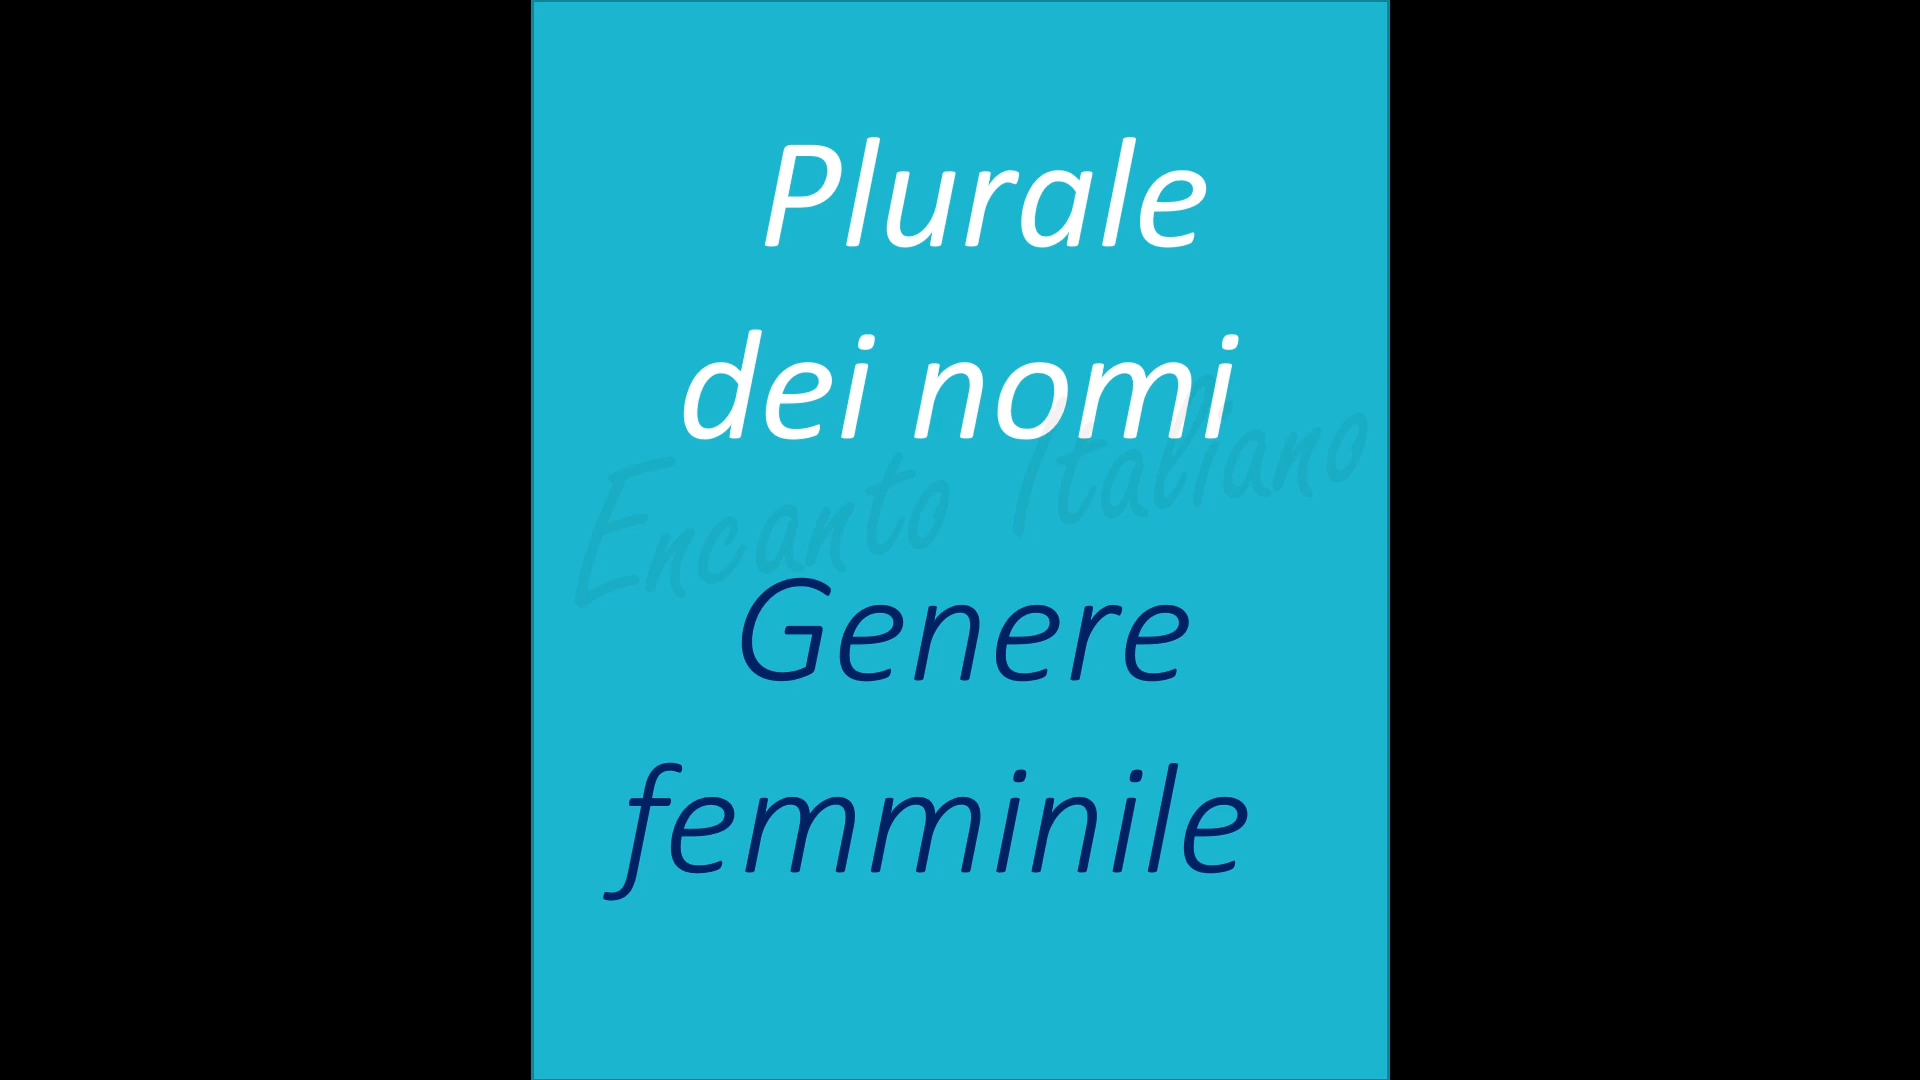 Plurale
dei nomi
Encanto Italiano
Genere
femminile